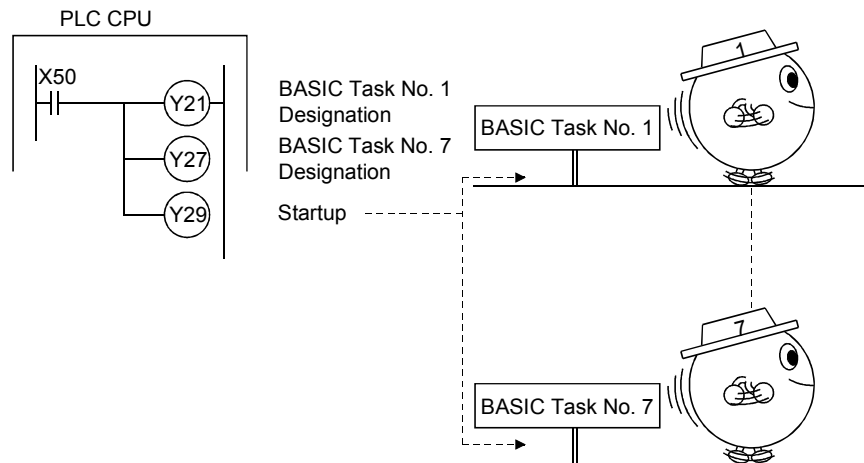 PLC CPU
X50
Y21
Y27
Y29
BASIC Task No. 1
Designation
BASIC Task No. 7
Designation
Startup
BASIC Task No. 1
1
BASIC Task No. 7
7